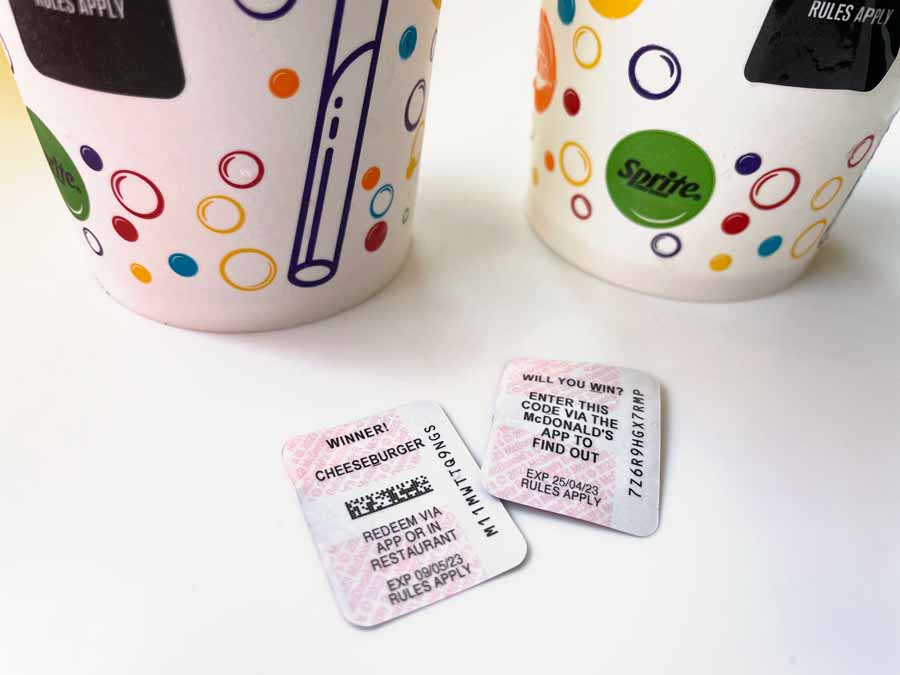 RULES APPLY
RULES APPLY
Sprite
WINNER!
CHEESEBURGER
REDEEM VIA
APP OR IN
RESTAURANT
EXP 09/05/23
RULES APPLY
M11MWTTQ9NGS
WILL YOU WIN?
ENTER THIS
CODE VIA THE
McDONALD'S
APP TO
FIND OUT
EXP 25/04/23
RULES APPLY
7Z6R9HGX7RMP